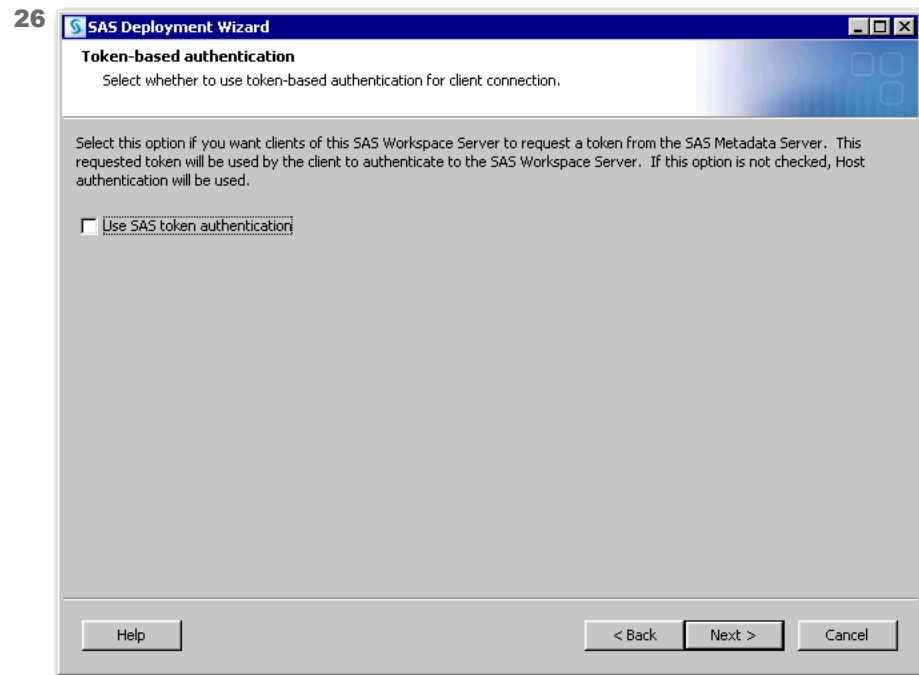 26
SAS Deployment Wizard
Token-based authentication
Select whether to use token-based authentication for client connection.
Select this option if you want clients of this SAS Workspace Server to request a token from the SAS Metadata Server. This
requested token will be used by the client to authenticate to the SAS Workspace Server. If this option is not checked, Host
authentication will be used.
Use SAS token authentication
Help
< Back
Next >
Cancel